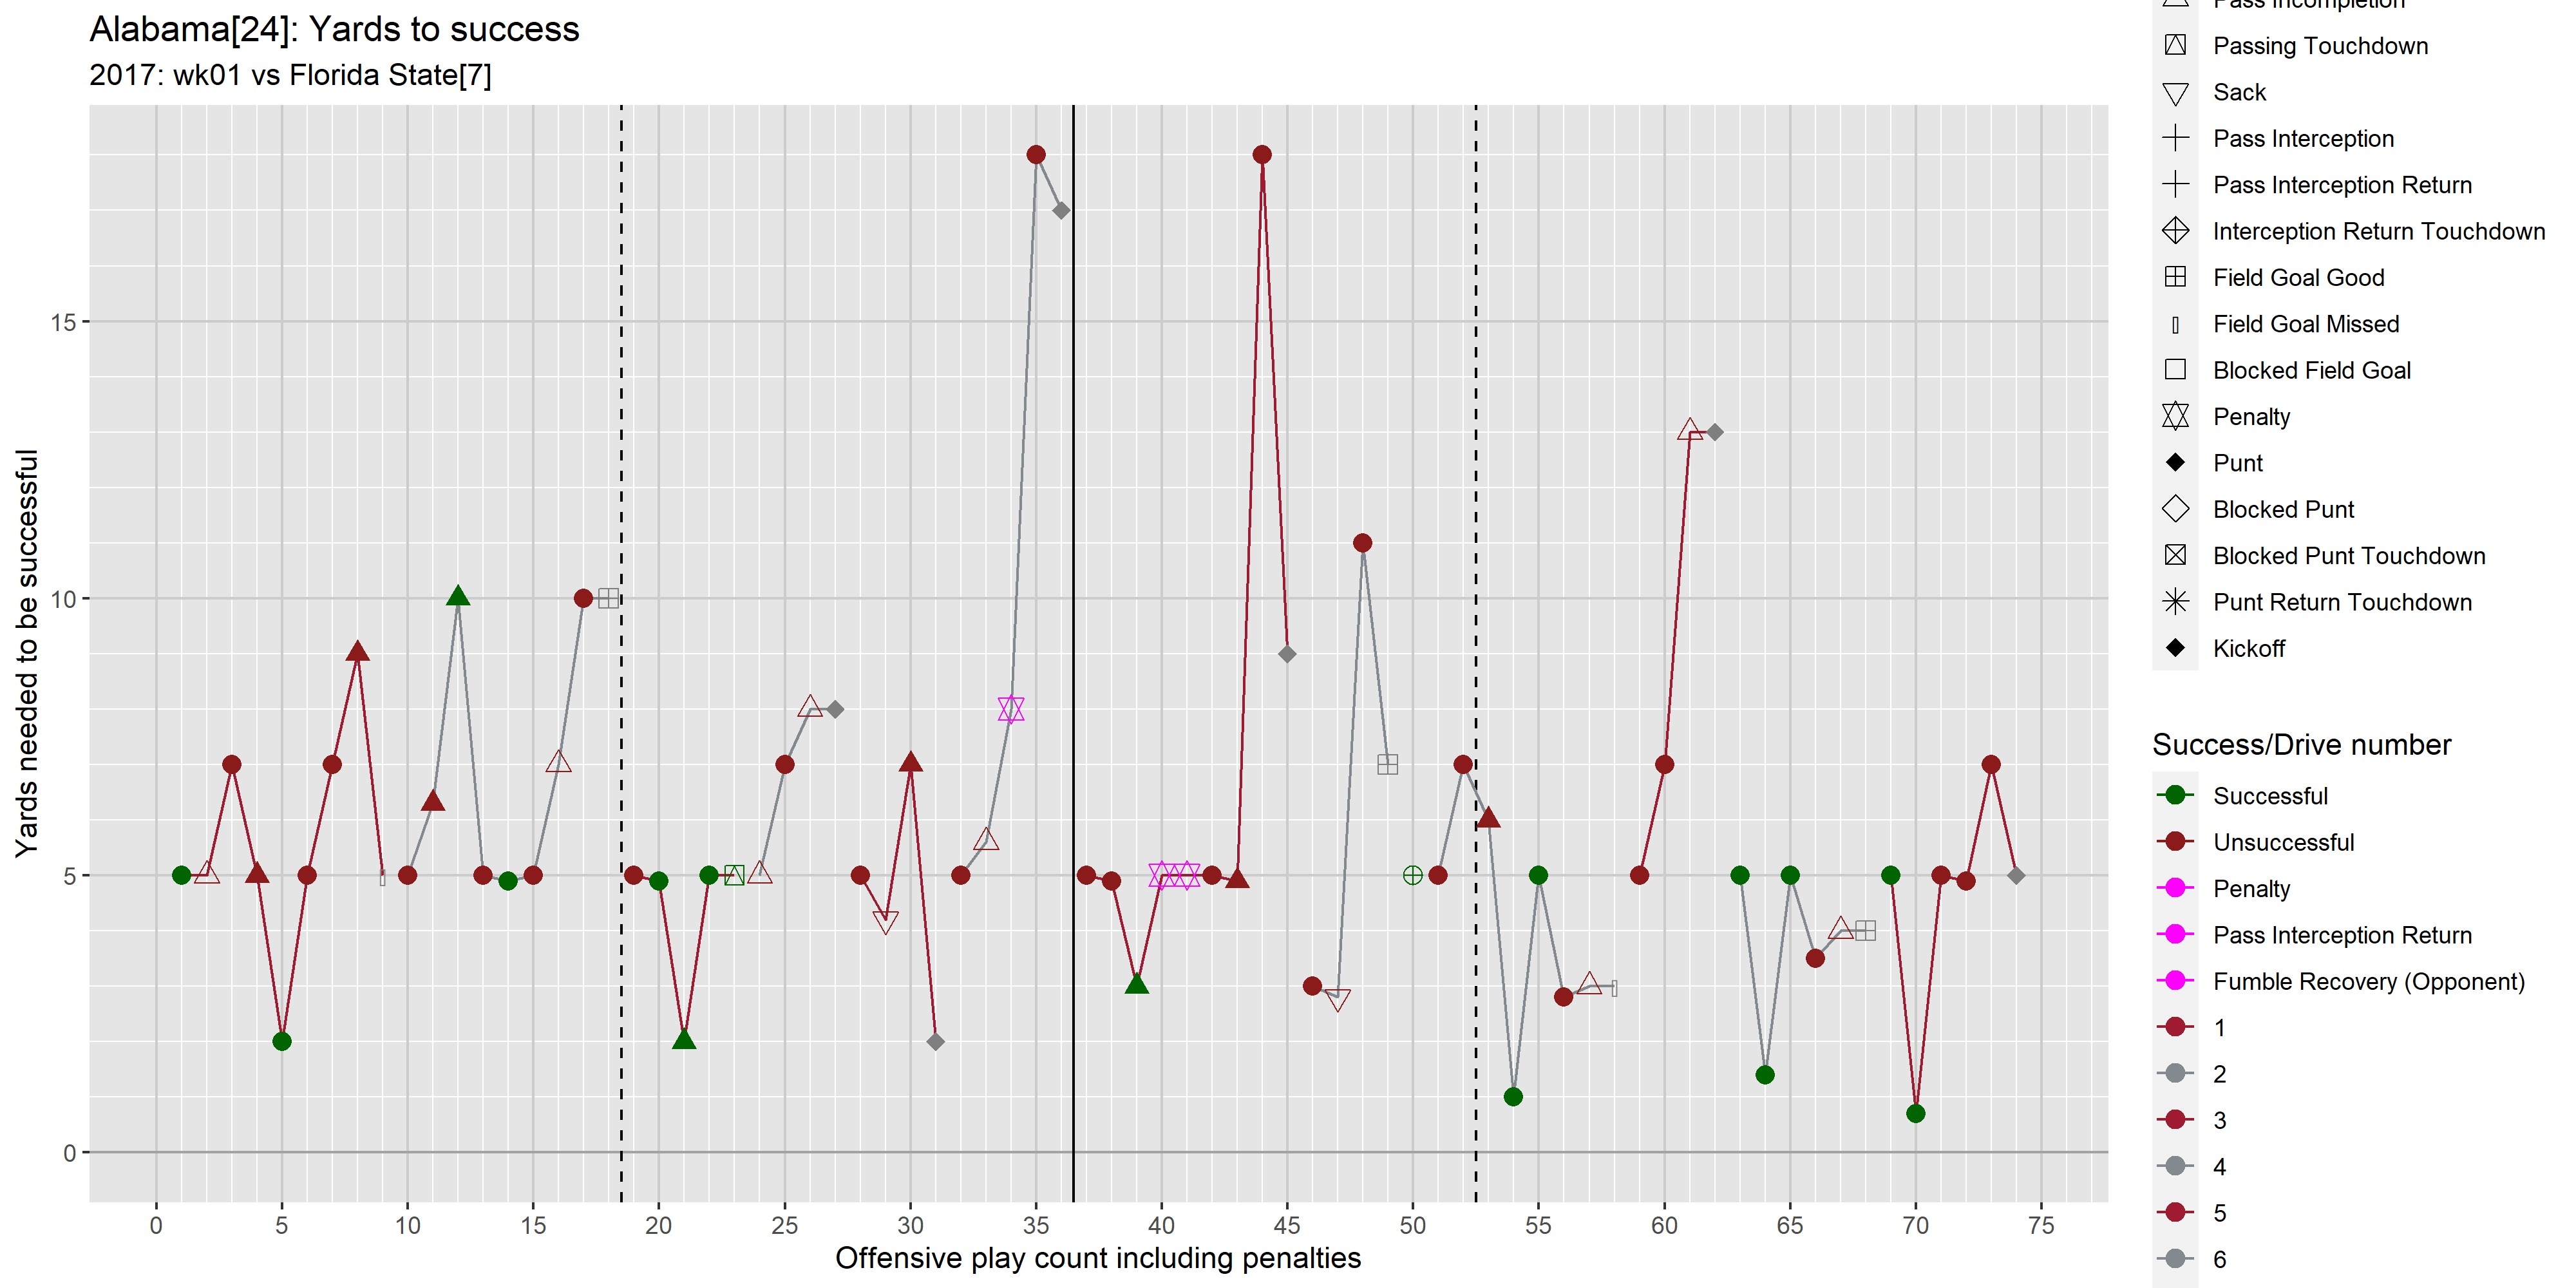 Alabama[24]: Yards to success
2017: wk01 vs Florida State[7]
Yards needed to be successful
15
10
5
0
0 5 10 15 20 25 30 35 40 45 50 55 60 65 70 75
Offensive play count including penalties
Pass Incompletion
Passing Touchdown
Sack
Pass Interception
Pass Interception Return
Interception Return Touchdown
Field Goal Good
Field Goal Missed
Blocked Field Goal
Penalty
Punt
Blocked Punt
Blocked Punt Touchdown
Punt Return Touchdown
Kickoff
Success/Drive number
Successful
Unsuccessful
Penalty
Pass Interception Return
Fumble Recovery (Opponent)
1
2
3
4
5
6